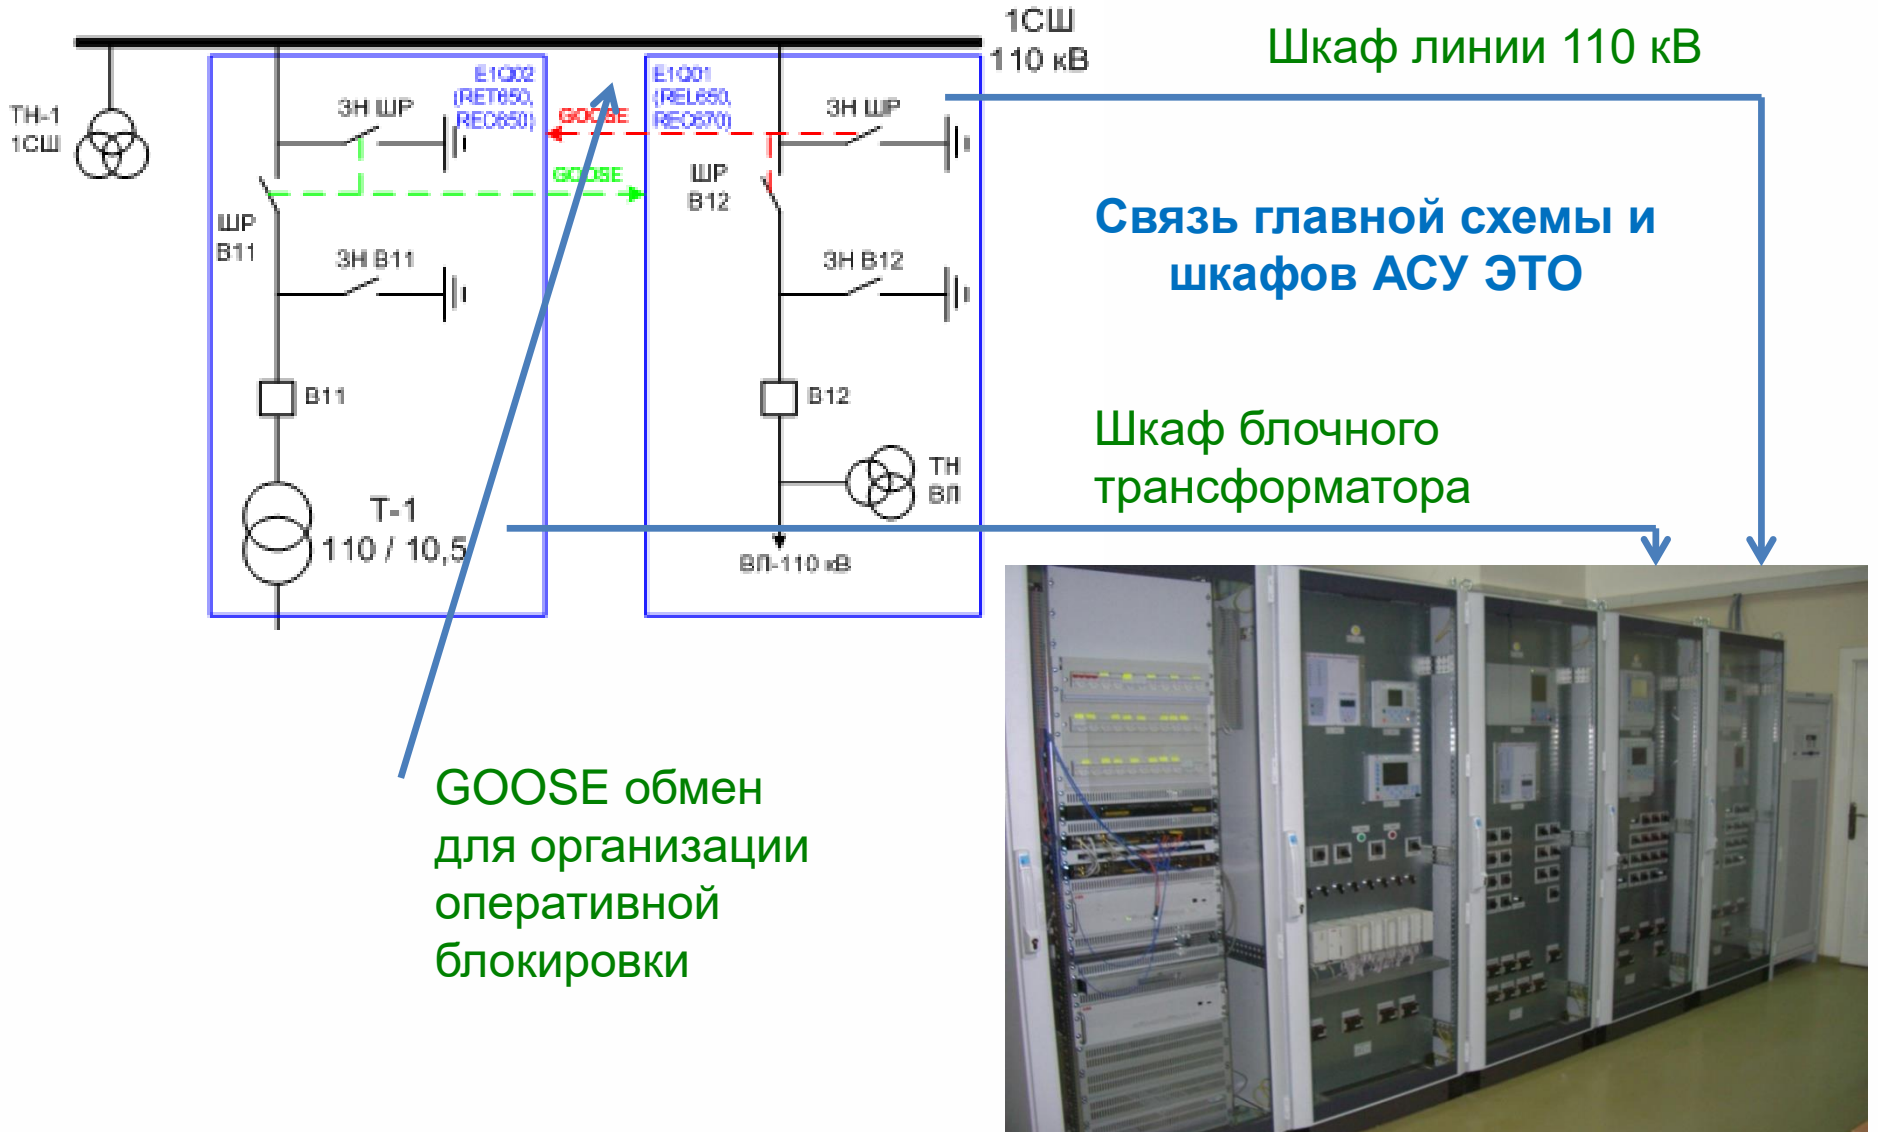 1СШ
110 кВ
Шкаф линии 110 кВ
ТН-1
1СШ
E1Q02
(RET650,
REC650)
E1Q01
(REL650,
REC670)
ЗН ШР
GOOSE
ЗН ШР
GOOSE
ШР
В12
ШР
В11
Связь главной схемы и
шкафов АСУ ЭТО
ЗН В11
ЗН В12
В11
В12
Шкаф блочного
трансформатора
ТН
ВЛ
Т-1
110 / 10,5
ВЛ-110 кВ
GOOSE обмен
для организации
оперативной
блокировки